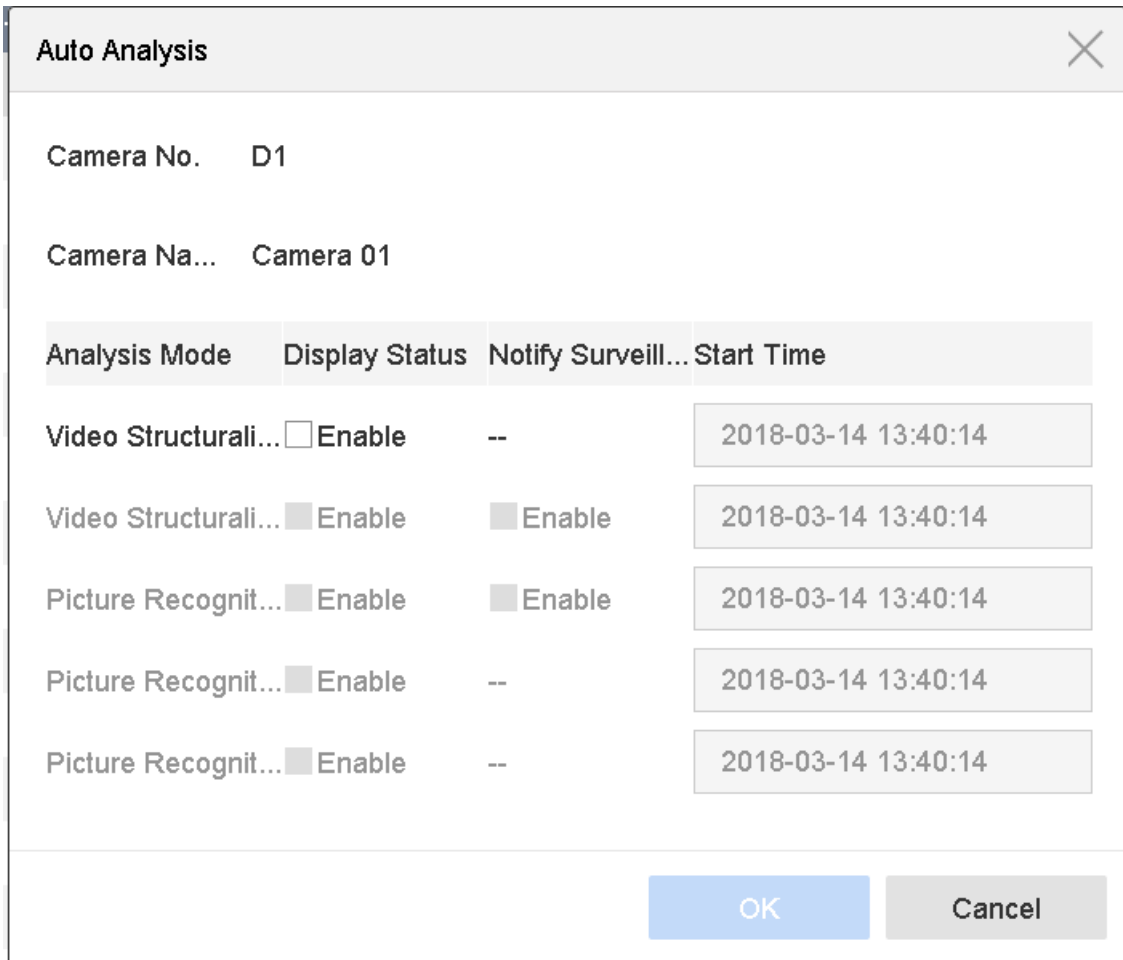 Auto Analysis
Camera No. D1
Camera Na... Camera 01
Analysis Mode Display Status Notify Surveill... Start Time
Video Structurali... Enable -- 2018-03-14 13:40:14
Video Structurali... Enable Enable 2018-03-14 13:40:14
Picture Recognit... Enable Enable 2018-03-14 13:40:14
Picture Recognit... Enable -- 2018-03-14 13:40:14
Picture Recognit... Enable -- 2018-03-14 13:40:14
OK Cancel